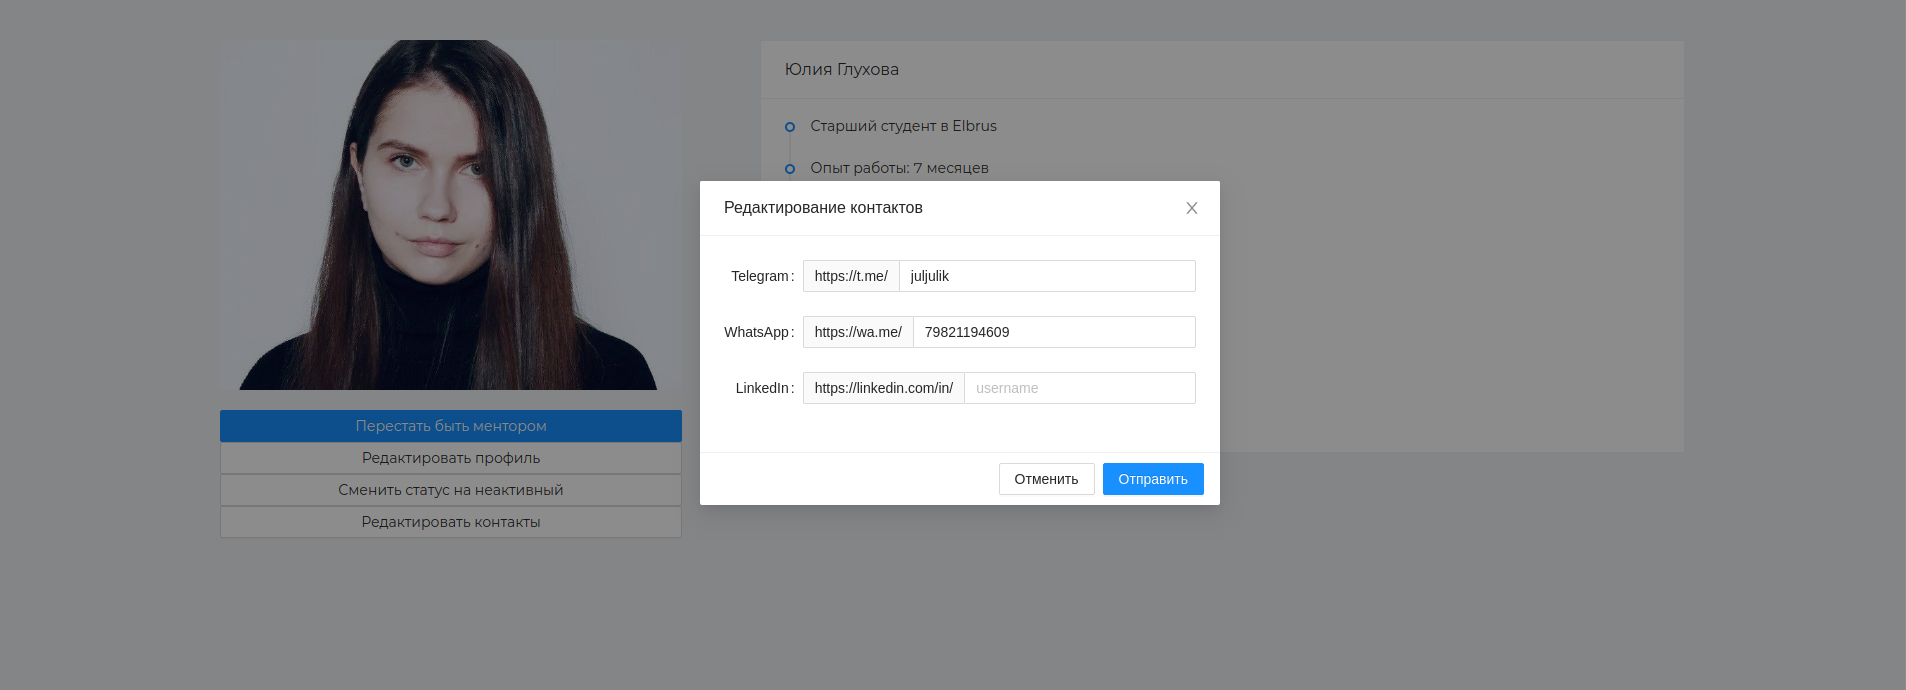 Юлия Глухова
Старший студент в Elbrus
Опыт работы: 7 месяцев
Редактирование контактов
Telegram: https://t.me/ juljulik
WhatsApp: https://wa.me/ 79821194609
LinkedIn: https://linkedin.com/in/ username
Отменить Отправить
Перестать быть ментором
Редактировать профиль
Сменить статус на неактивный
Редактировать контакты